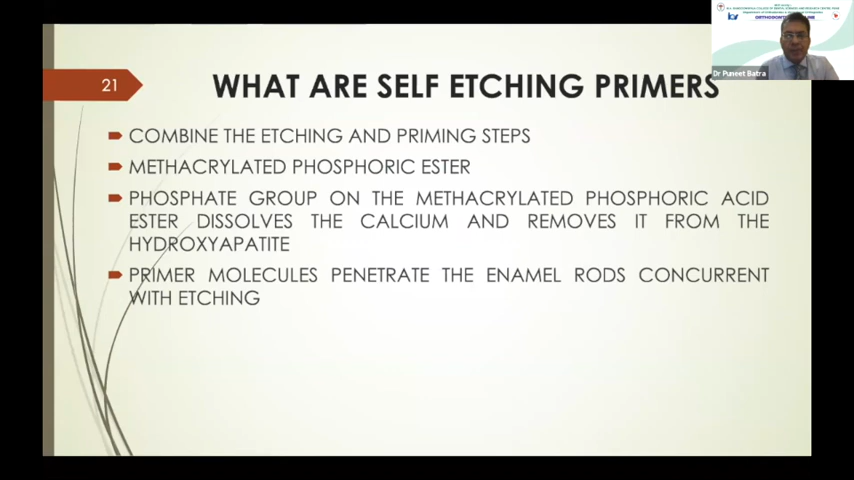 21
WHAT ARE SELF ETCHING PRIMERS
COMBINE THE ETCHING AND PRIMING STEPS
METHACRYLATED PHOSPHORIC ESTER
PHOSPHATE GROUP ON THE METHACRYLATED PHOSPHORIC ACID
ESTER DISSOLVES THE CALCIUM AND REMOVES IT FROM THE
HYDROXYAPATITE
PRIMER MOLECULES PENETRATE THE ENAMEL RODS CONCURRENT
WITH ETCHING
Dr Puneet Batra